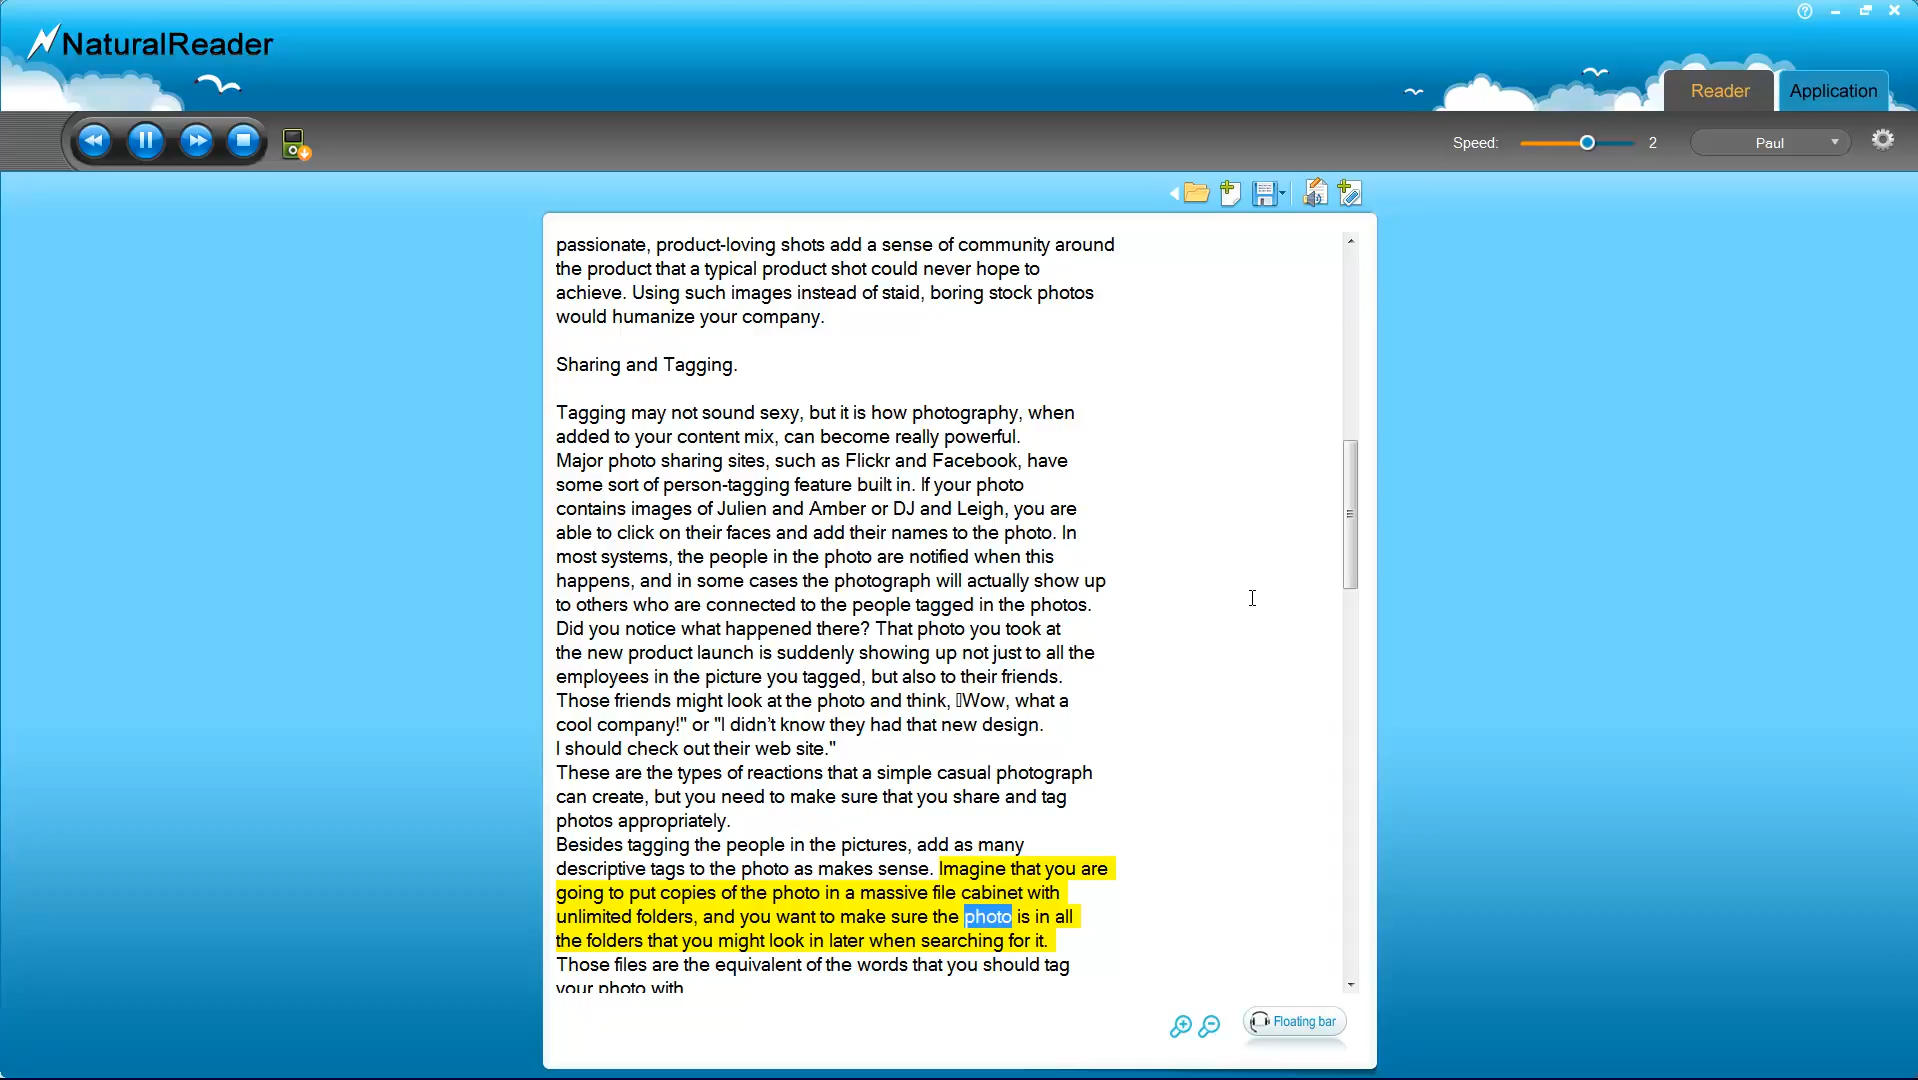 NaturalReader
Reader
Application
Speed:
2
Paul
passionate, product-loving shots add a sense of community around
the product that a typical product shot could never hope to
achieve. Using such images instead of staid, boring stock photos
would humanize your company.
Sharing and Tagging.
Tagging may not sound sexy, but it is how photography, when
added to your content mix, can become really powerful.
Major photo sharing sites, such as Flickr and Facebook, have
some sort of person-tagging feature built in. If your photo
contains images of Julien and Amber or DJ and Leigh, you are
able to click on their faces and add their names to the photo. In
most systems, the people in the photo are notified when this
happens, and in some cases the photograph will actually show up
to others who are connected to the people tagged in the photos.
Did you notice what happened there? That photo you took at
the new product launch is suddenly showing up not just to all the
employees in the picture you tagged, but also to their friends.
Those friends might look at the photo and think, ▯Wow, what a
cool company!" or "I didn’t know they had that new design.
I should check out their web site."
These are the types of reactions that a simple casual photograph
can create, but you need to make sure that you share and tag
photos appropriately.
Besides tagging the people in the pictures, add as many
descriptive tags to the photo as makes sense. Imagine that you are
going to put copies of the photo in a massive file cabinet with
unlimited folders, and you want to make sure the photo is in all
the folders that you might look in later when searching for it.
Those files are the equivalent of the words that you should tag
your photo with
Floating bar